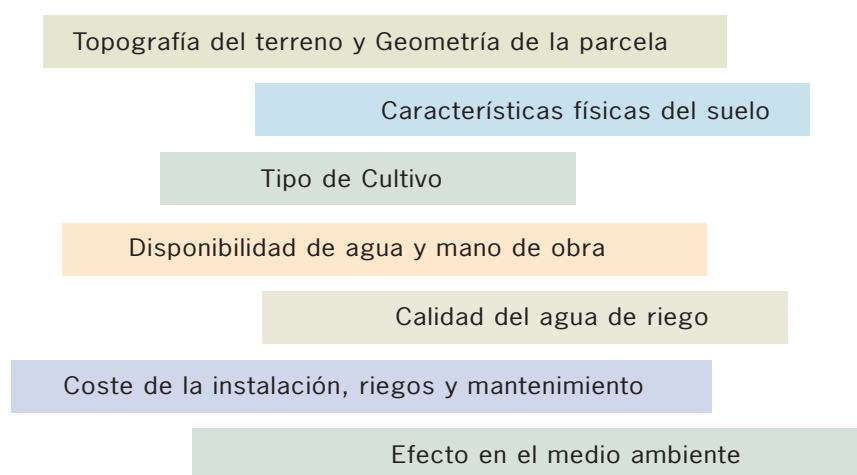 Topografía del terreno y Geometría de la parcela
Características físicas del suelo
Tipo de Cultivo
Disponibilidad de agua y mano de obra
Calidad del agua de riego
Coste de la instalación, riegos y mantenimiento
Efecto en el medio ambiente